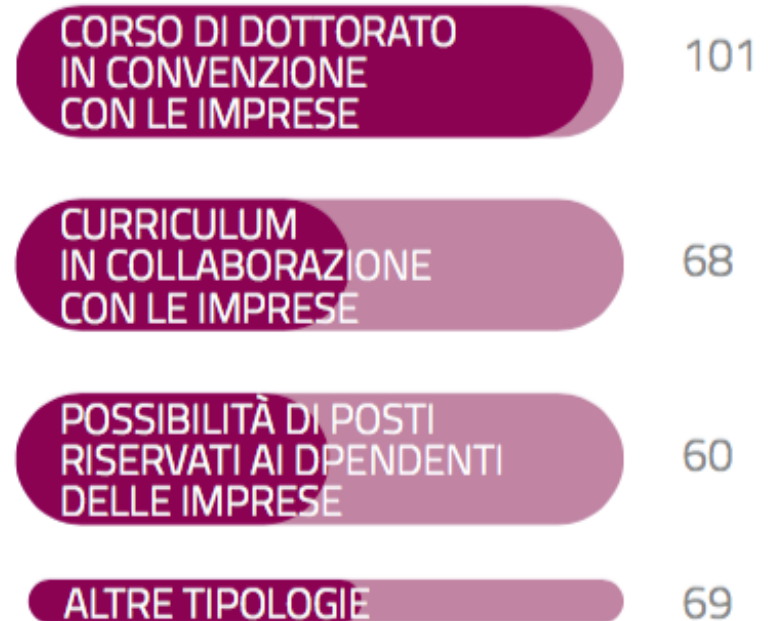 CORSO DI DOTTORATO
IN CONVENZIONE
CON LE IMPRESE
101
CURRICULUM
IN COLLABORAZIONE
CON LE IMPRESE
68
POSSIBILITÀ DI POSTI
RISERVATI AI DPENDENTI
DELLE IMPRESE
60
ALTRE TIPOLOGIE
69